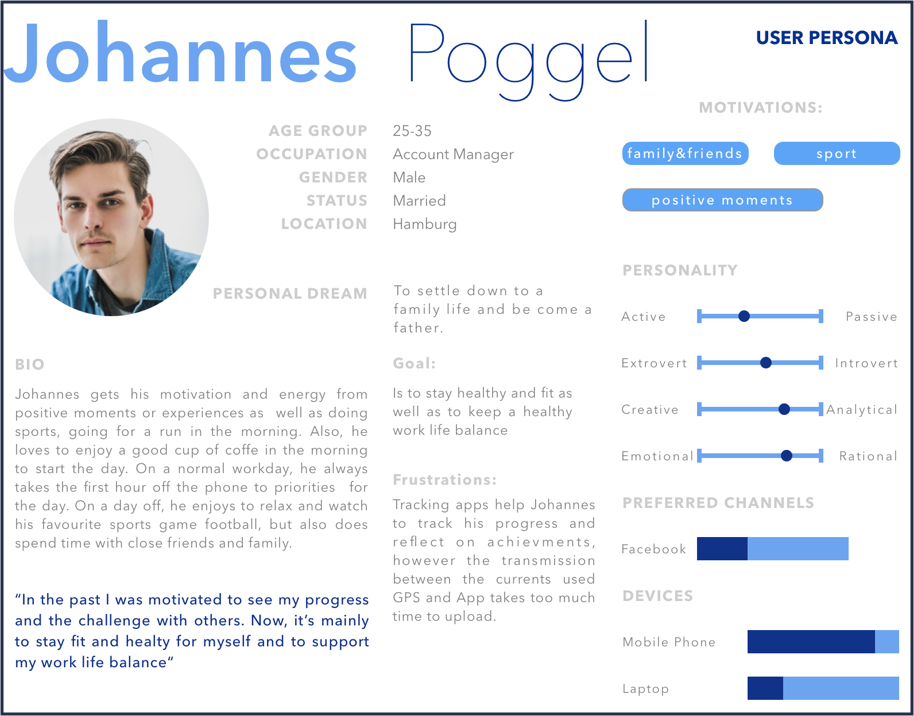 Johannes Poggel
USER PERSONA
AGE GROUP 25-35
OCCUPATION Account Manager
GENDER Male
STATUS Married
LOCATION Hamburg
PERSONAL DREAM
To settle down to a
family life and be come a
father.
BIO
Johannes gets his motivation and energy from
positive moments or experiences as well as doing
sports, going for a run in the morning. Also, he
loves to enjoy a good cup of coffe in the morning
to start the day. On a normal workday, he always
takes the first hour off the phone to priorities for
the day. On a day off, he enjoys to relax and watch
his favourite sports game football, but also does
spend time with close friends and family.
“In the past I was motivated to see my progress
and the challenge with others. Now, it’s mainly
to stay fit and healty for myself and to support
my work life balance“
Goal:
Is to stay healthy and fit as
well as to keep a healthy
work life balance
Frustrations:
Tracking apps help Johannes
to track his progress and
reflect on achievments,
however the transmission
between the currents used
GPS and App takes too much
time to upload.
MOTIVATIONS:
family&friends sport
positive moments
PERSONALITY
Active Passive
Extrovert Introvert
Creative Analytical
Emotional Rational
PREFERRED CHANNELS
Facebook
DEVICES
Mobile Phone
Laptop